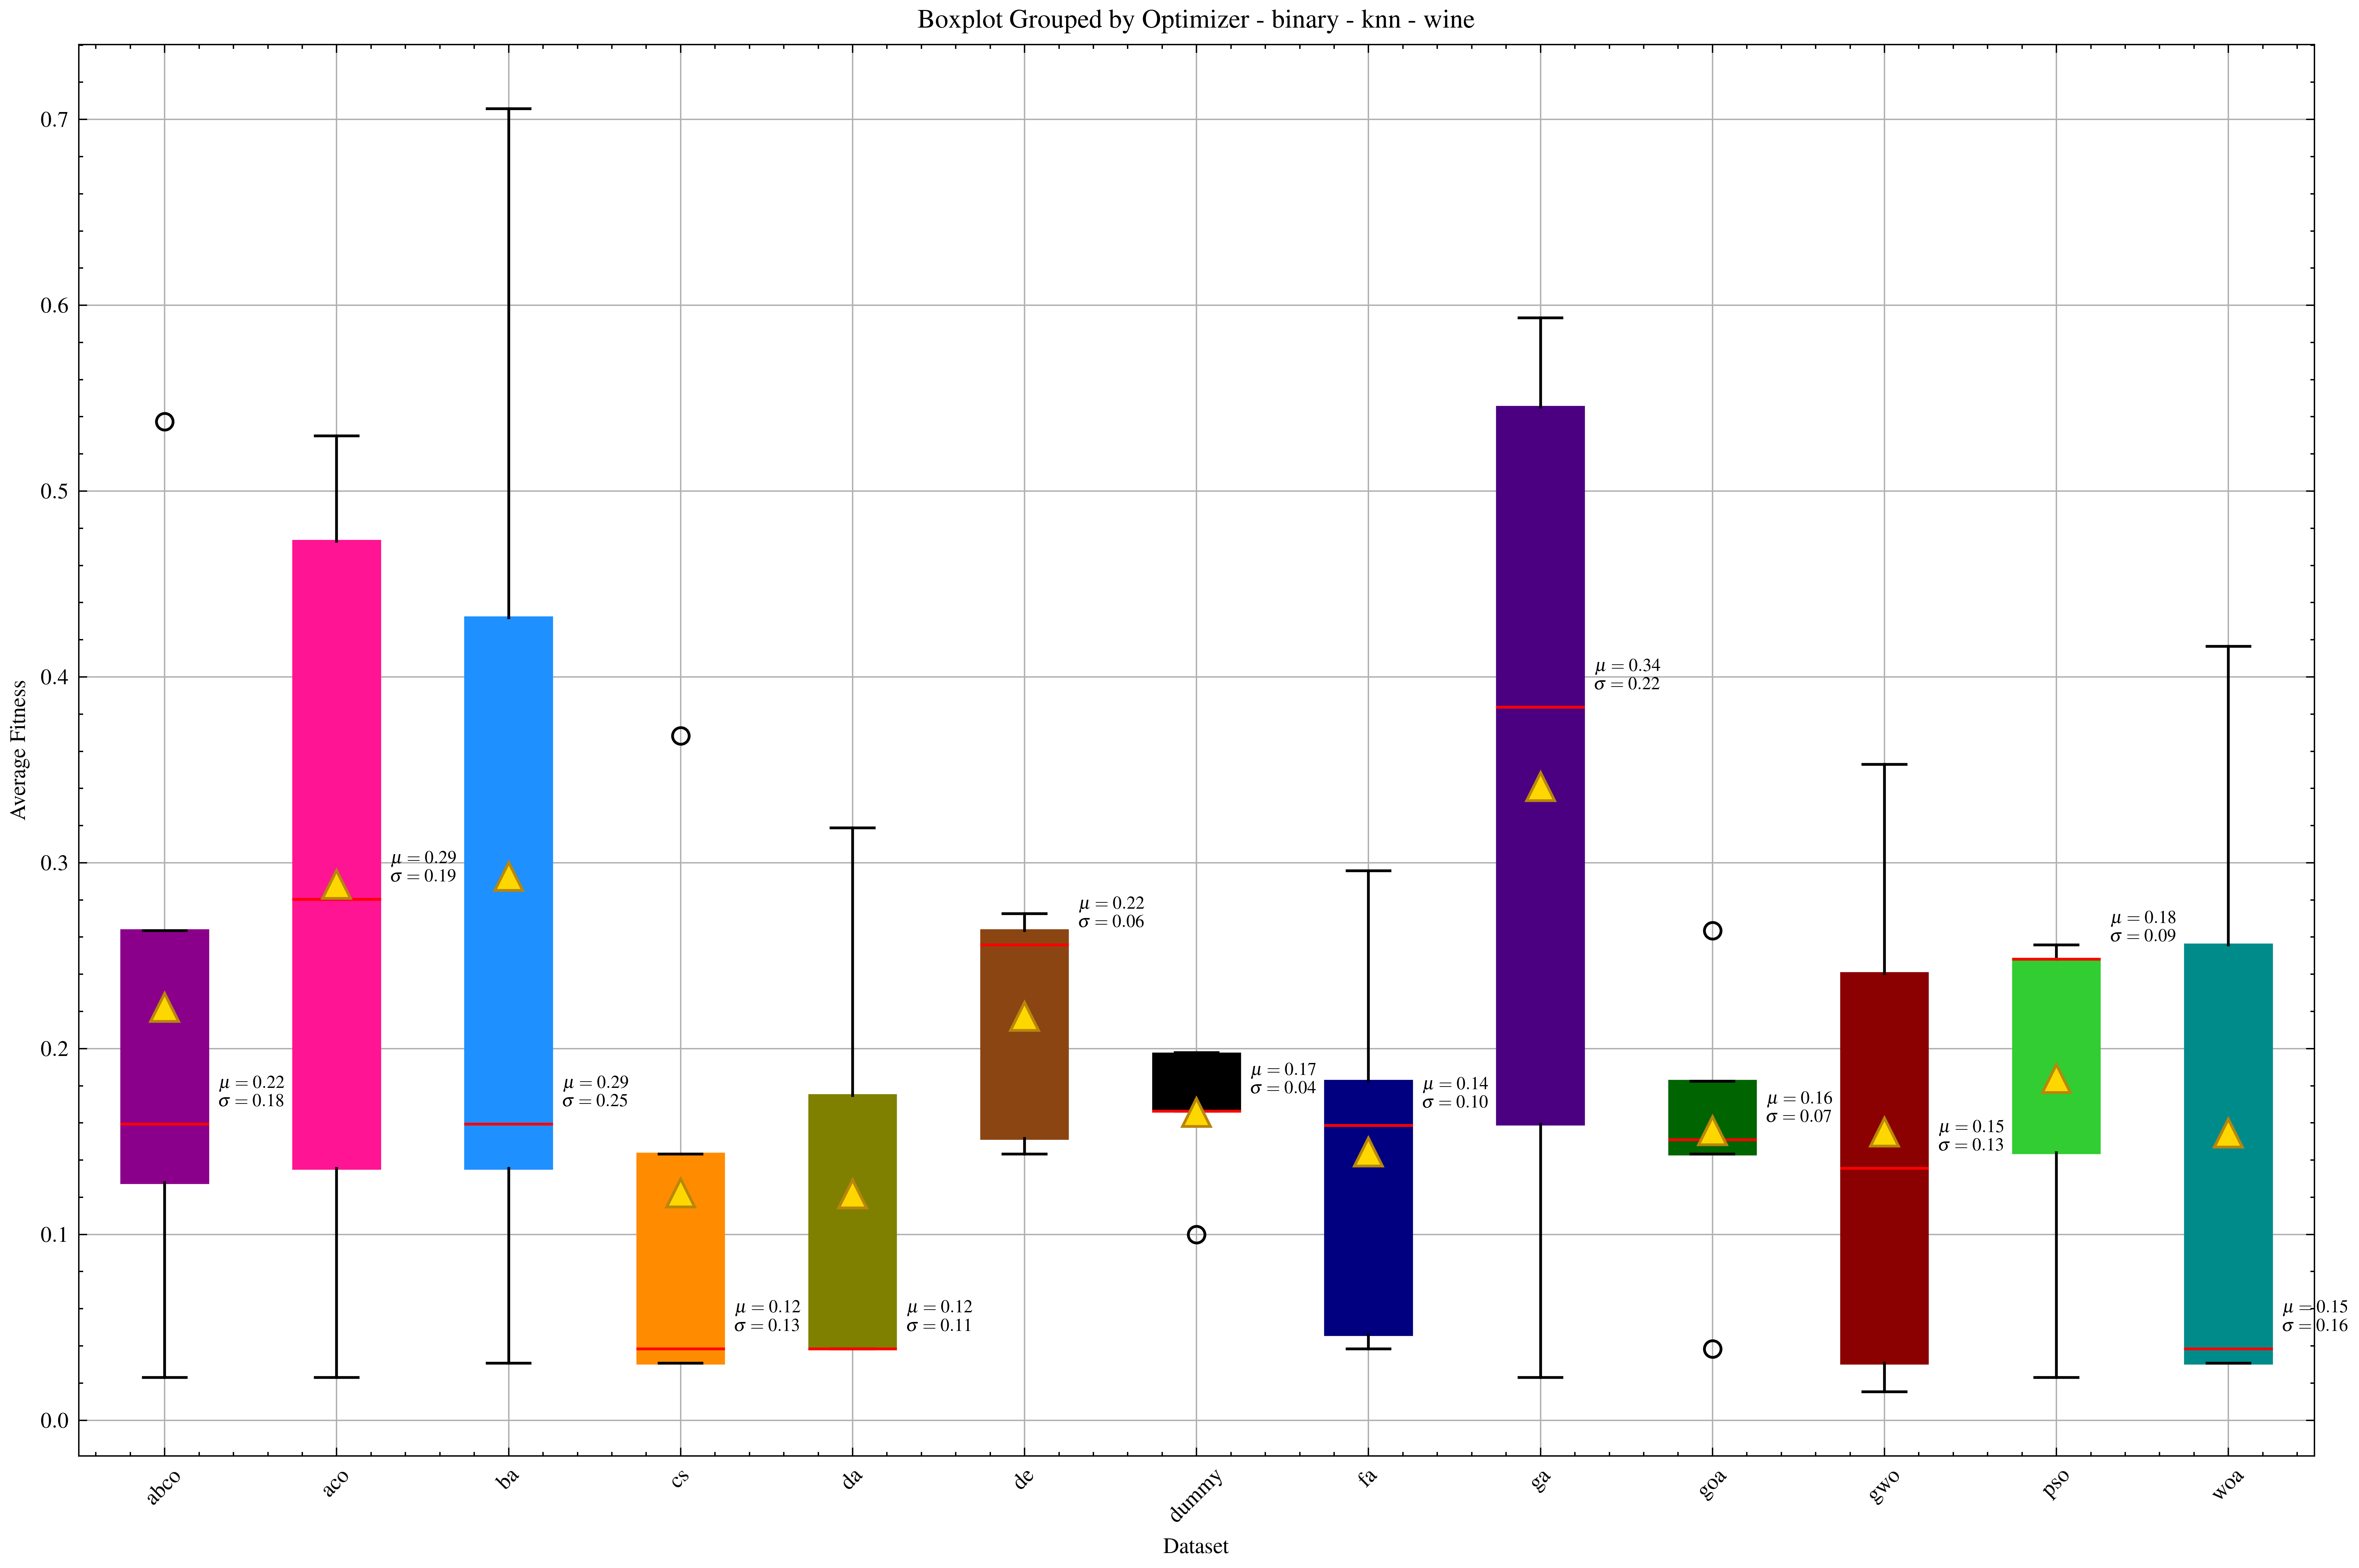 Boxplot Grouped by Optimizer - binary - knn - wine
Average Fitness
0.7
0.6
0.5
0.4
0.3
0.2
0.1
0.0
μ = 0.22
σ = 0.18
μ = 0.29
σ = 0.19
μ = 0.29
σ = 0.25
μ = 0.12
σ = 0.13
μ = 0.12
σ = 0.11
μ = 0.22
σ = 0.06
μ = 0.17
σ = 0.04
μ = 0.14
σ = 0.10
μ = 0.34
σ = 0.22
μ = 0.16
σ = 0.07
μ = 0.15
σ = 0.13
μ = 0.18
σ = 0.09
μ = 0.15
σ = 0.16
abco
aco
ba
cs
da
de
dummy
fa
ga
goa
gwo
pso
woa
Dataset